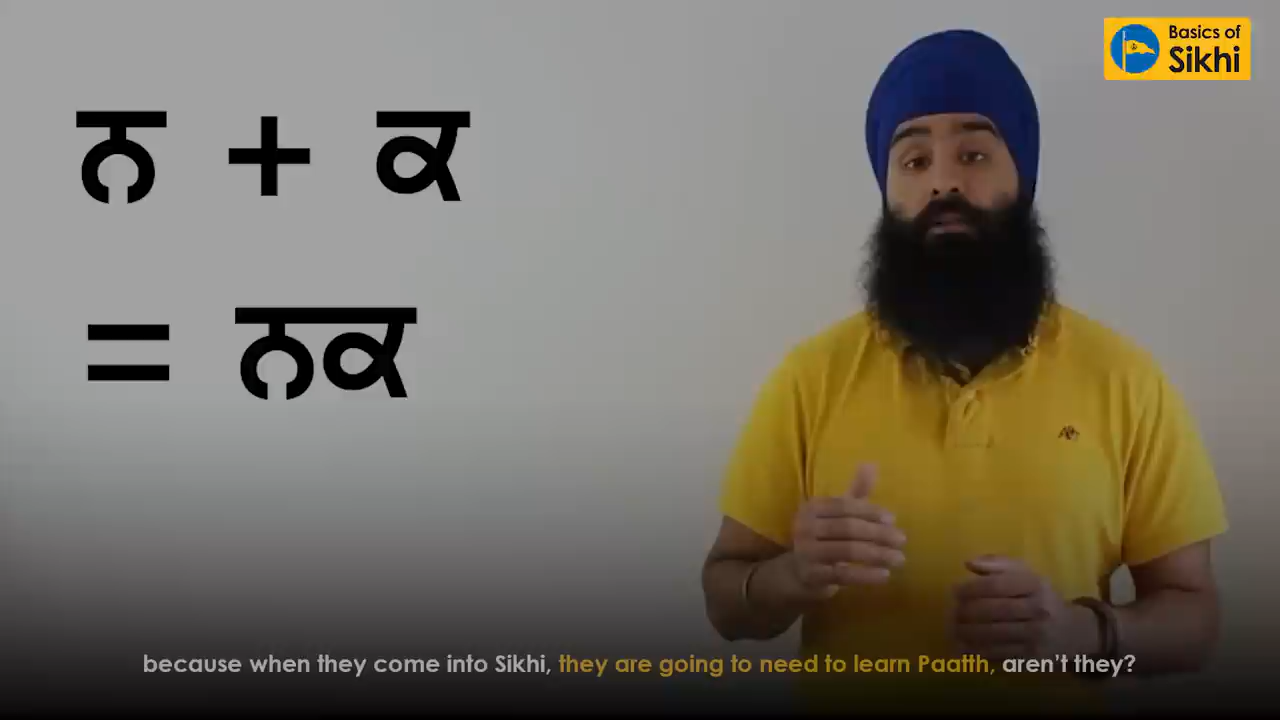 Basics of
Sikhi
ਨ + ਕ
= ਨਕ
because when they come into Sikhi, they are going to need to learn Paatth, aren't they?